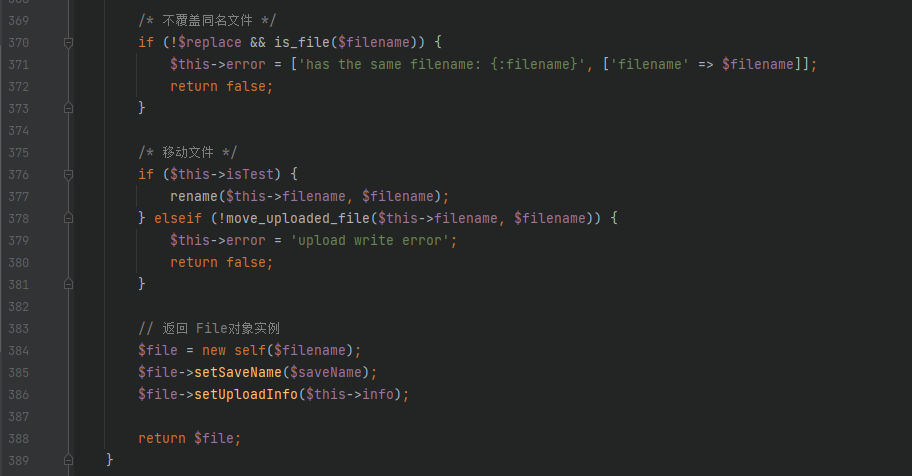 369 /* 不覆盖同名文件 */
370 if (!$replace && is_file($filename)) {
371 $this->error = ['has the same filename: {:filename}', ['filename' => $filename]];
372 return false;
373 }
374
375 /* 移动文件 */
376 if ($this->isTest) {
377 rename($this->filename, $filename);
378 } elseif (!move_uploaded_file($this->filename, $filename)) {
379 $this->error = 'upload write error';
380 return false;
381 }
382
383 // 返回 File对象实例
384 $file = new self($filename);
385 $file->setSaveName($saveName);
386 $file->setUploadInfo($this->info);
387
388 return $file;
389 }